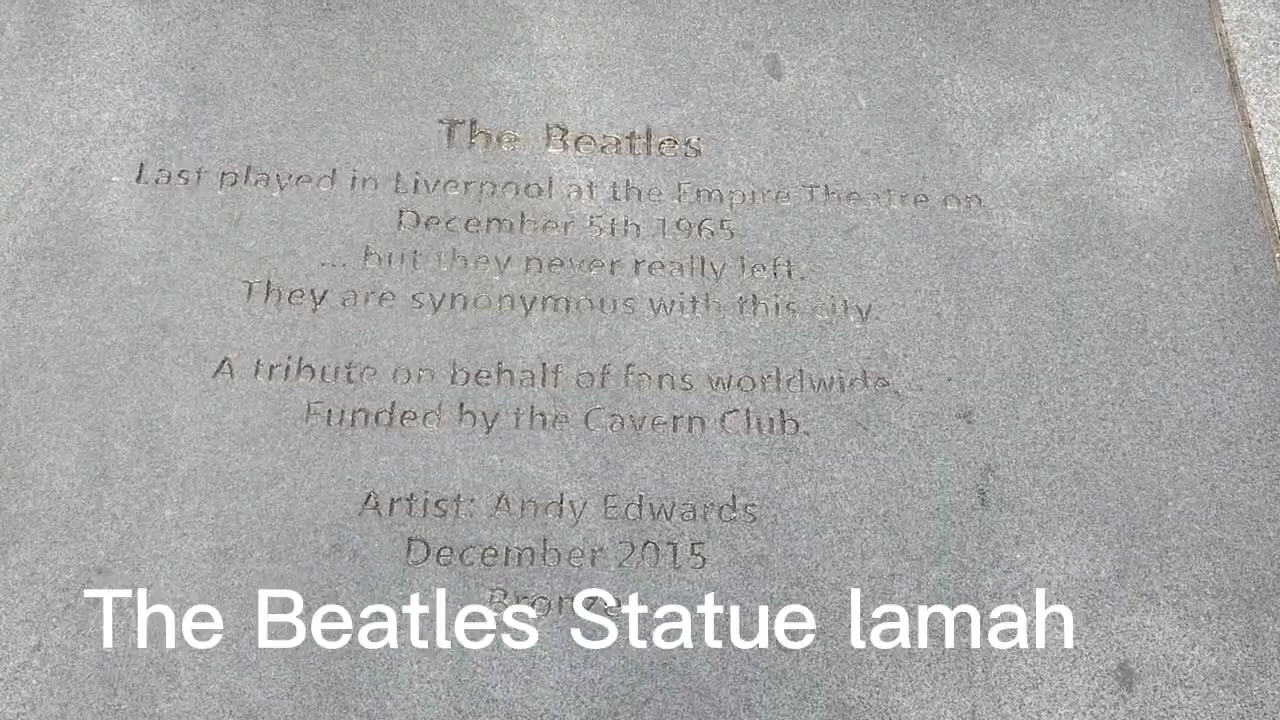 The Beatles
Last played in Liverpool at the Empire Theatre on
December 5th 1965
... but they never really left.
They are synonymous with this city.
A tribute on behalf of fans worldwide.
Funded by the Cavern Club.
Artist: Andy Edwards
December 2015
Bronze
The Beatles Statue lamah